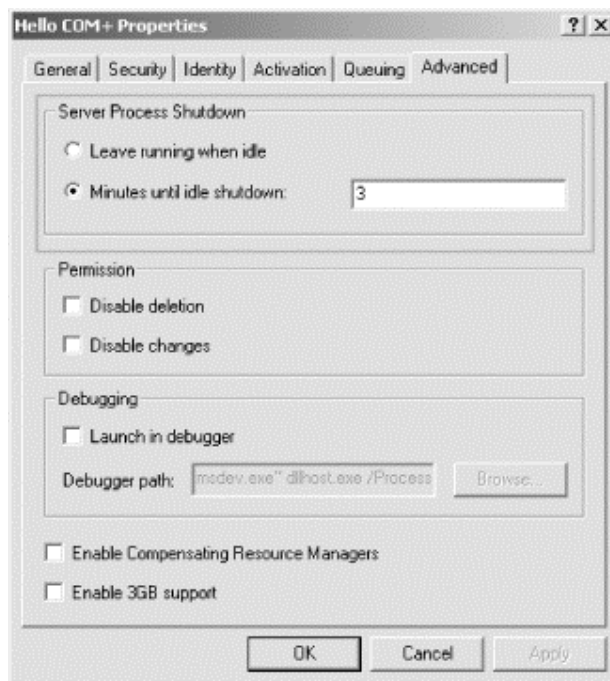 Hello COM+ Properties
General Security Identity Activation Queuing Advanced
Server Process Shutdown
Leave running when idle
Minutes until idle shutdown: 3
Permission
Disable deletion
Disable changes
Debugging
Launch in debugger
Debugger path: msdev.exe" dllhost.exe /Process Browse...
Enable Compensating Resource Managers
Enable 3GB support
OK Cancel Apply